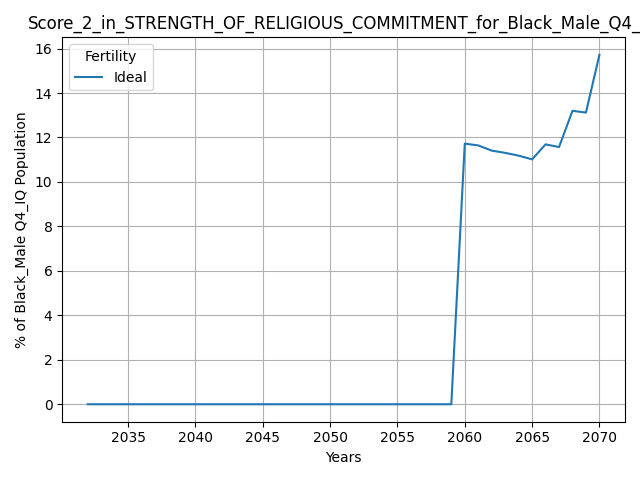 Score_2_in_STRENGTH_OF_RELIGIOUS_COMMITMENT_for_Black_Male_Q4_
Fertility
Ideal
% of Black_Male Q4_IQ Population
16
14
12
10
8
6
4
2
0
2035 2040 2045 2050 2055 2060 2065 2070
Years